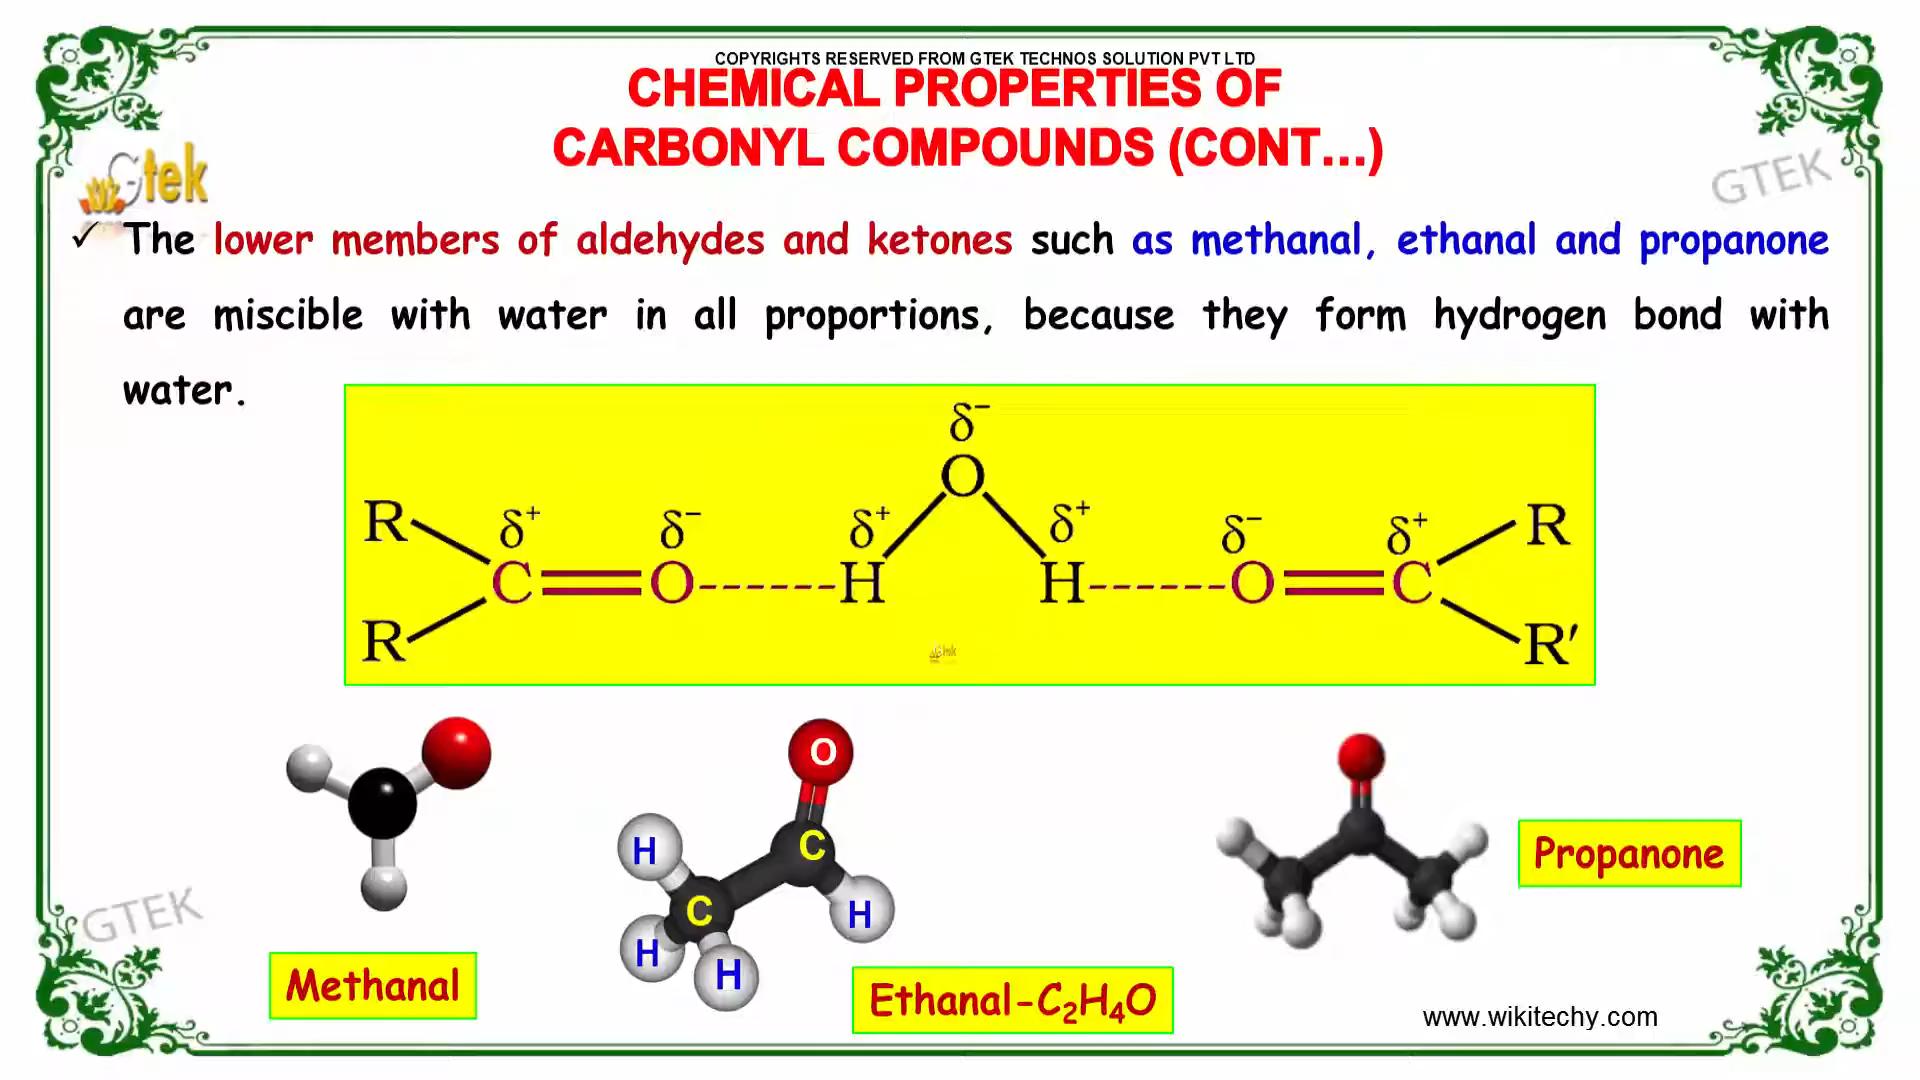 COPYRIGHTS RESERVED FROM GTEK TECHNOS SOLUTION PVT LTD
CHEMICAL PROPERTIES OF
CARBONYL COMPOUNDS (CONT...)
Gtek
GTEK
✓ The lower members of aldehydes and ketones such as methanal, ethanal and propanone
are miscible with water in all proportions, because they form hydrogen bond with
water.
δ⁻
O
R δ⁺ δ⁻ δ⁺ δ⁺ δ⁻ δ⁺ R
C=O------H H------O=C
R R′
Gtek
O
H C
C H
H H
Propanone
GTEK
Methanal
Ethanal-C₂H₄O
www.wikitechy.com